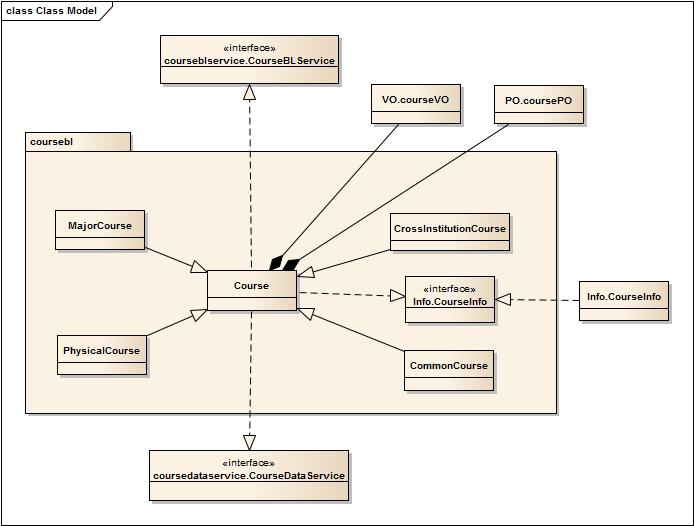 class Class Model
«interface»
courseblservice.CourseBLService
VO.courseVO
PO.coursePO
coursebl
MajorCourse
CrossInstitutionCourse
Course
«interface»
Info.CourseInfo
Info.CourseInfo
PhysicalCourse
CommonCourse
«interface»
coursedataservice.CourseDataService